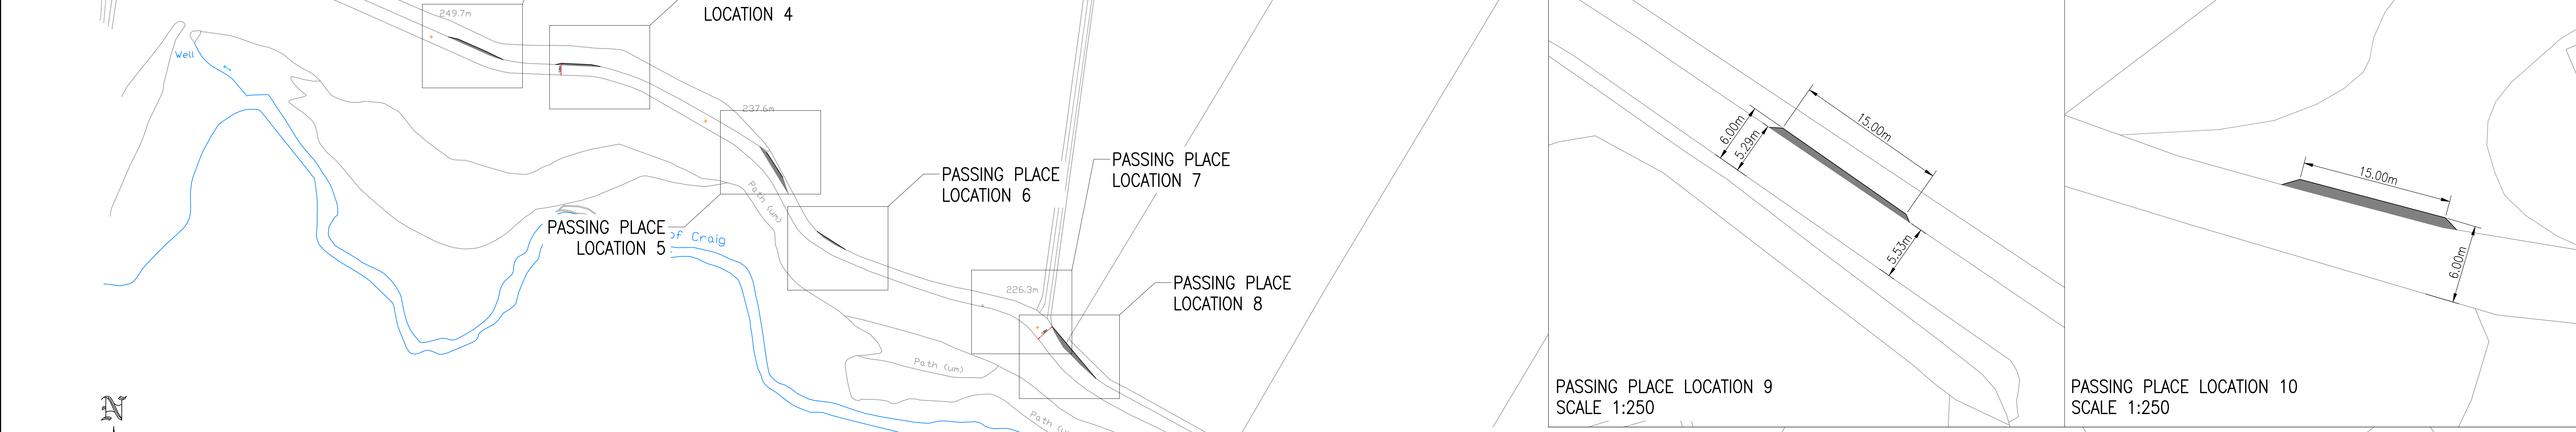 249.7m
LOCATION 4
Well
237.6m
PASSING PLACE
LOCATION 7
PASSING PLACE
LOCATION 6
Path (um)
PASSING PLACE
LOCATION 5
of Craig
PASSING PLACE
LOCATION 8
226.3m
Path (um)
Path
N
6.00m
5.29m
15.00m
5.53m
PASSING PLACE LOCATION 9
SCALE 1:250
15.00m
6.00m
PASSING PLACE LOCATION 10
SCALE 1:250